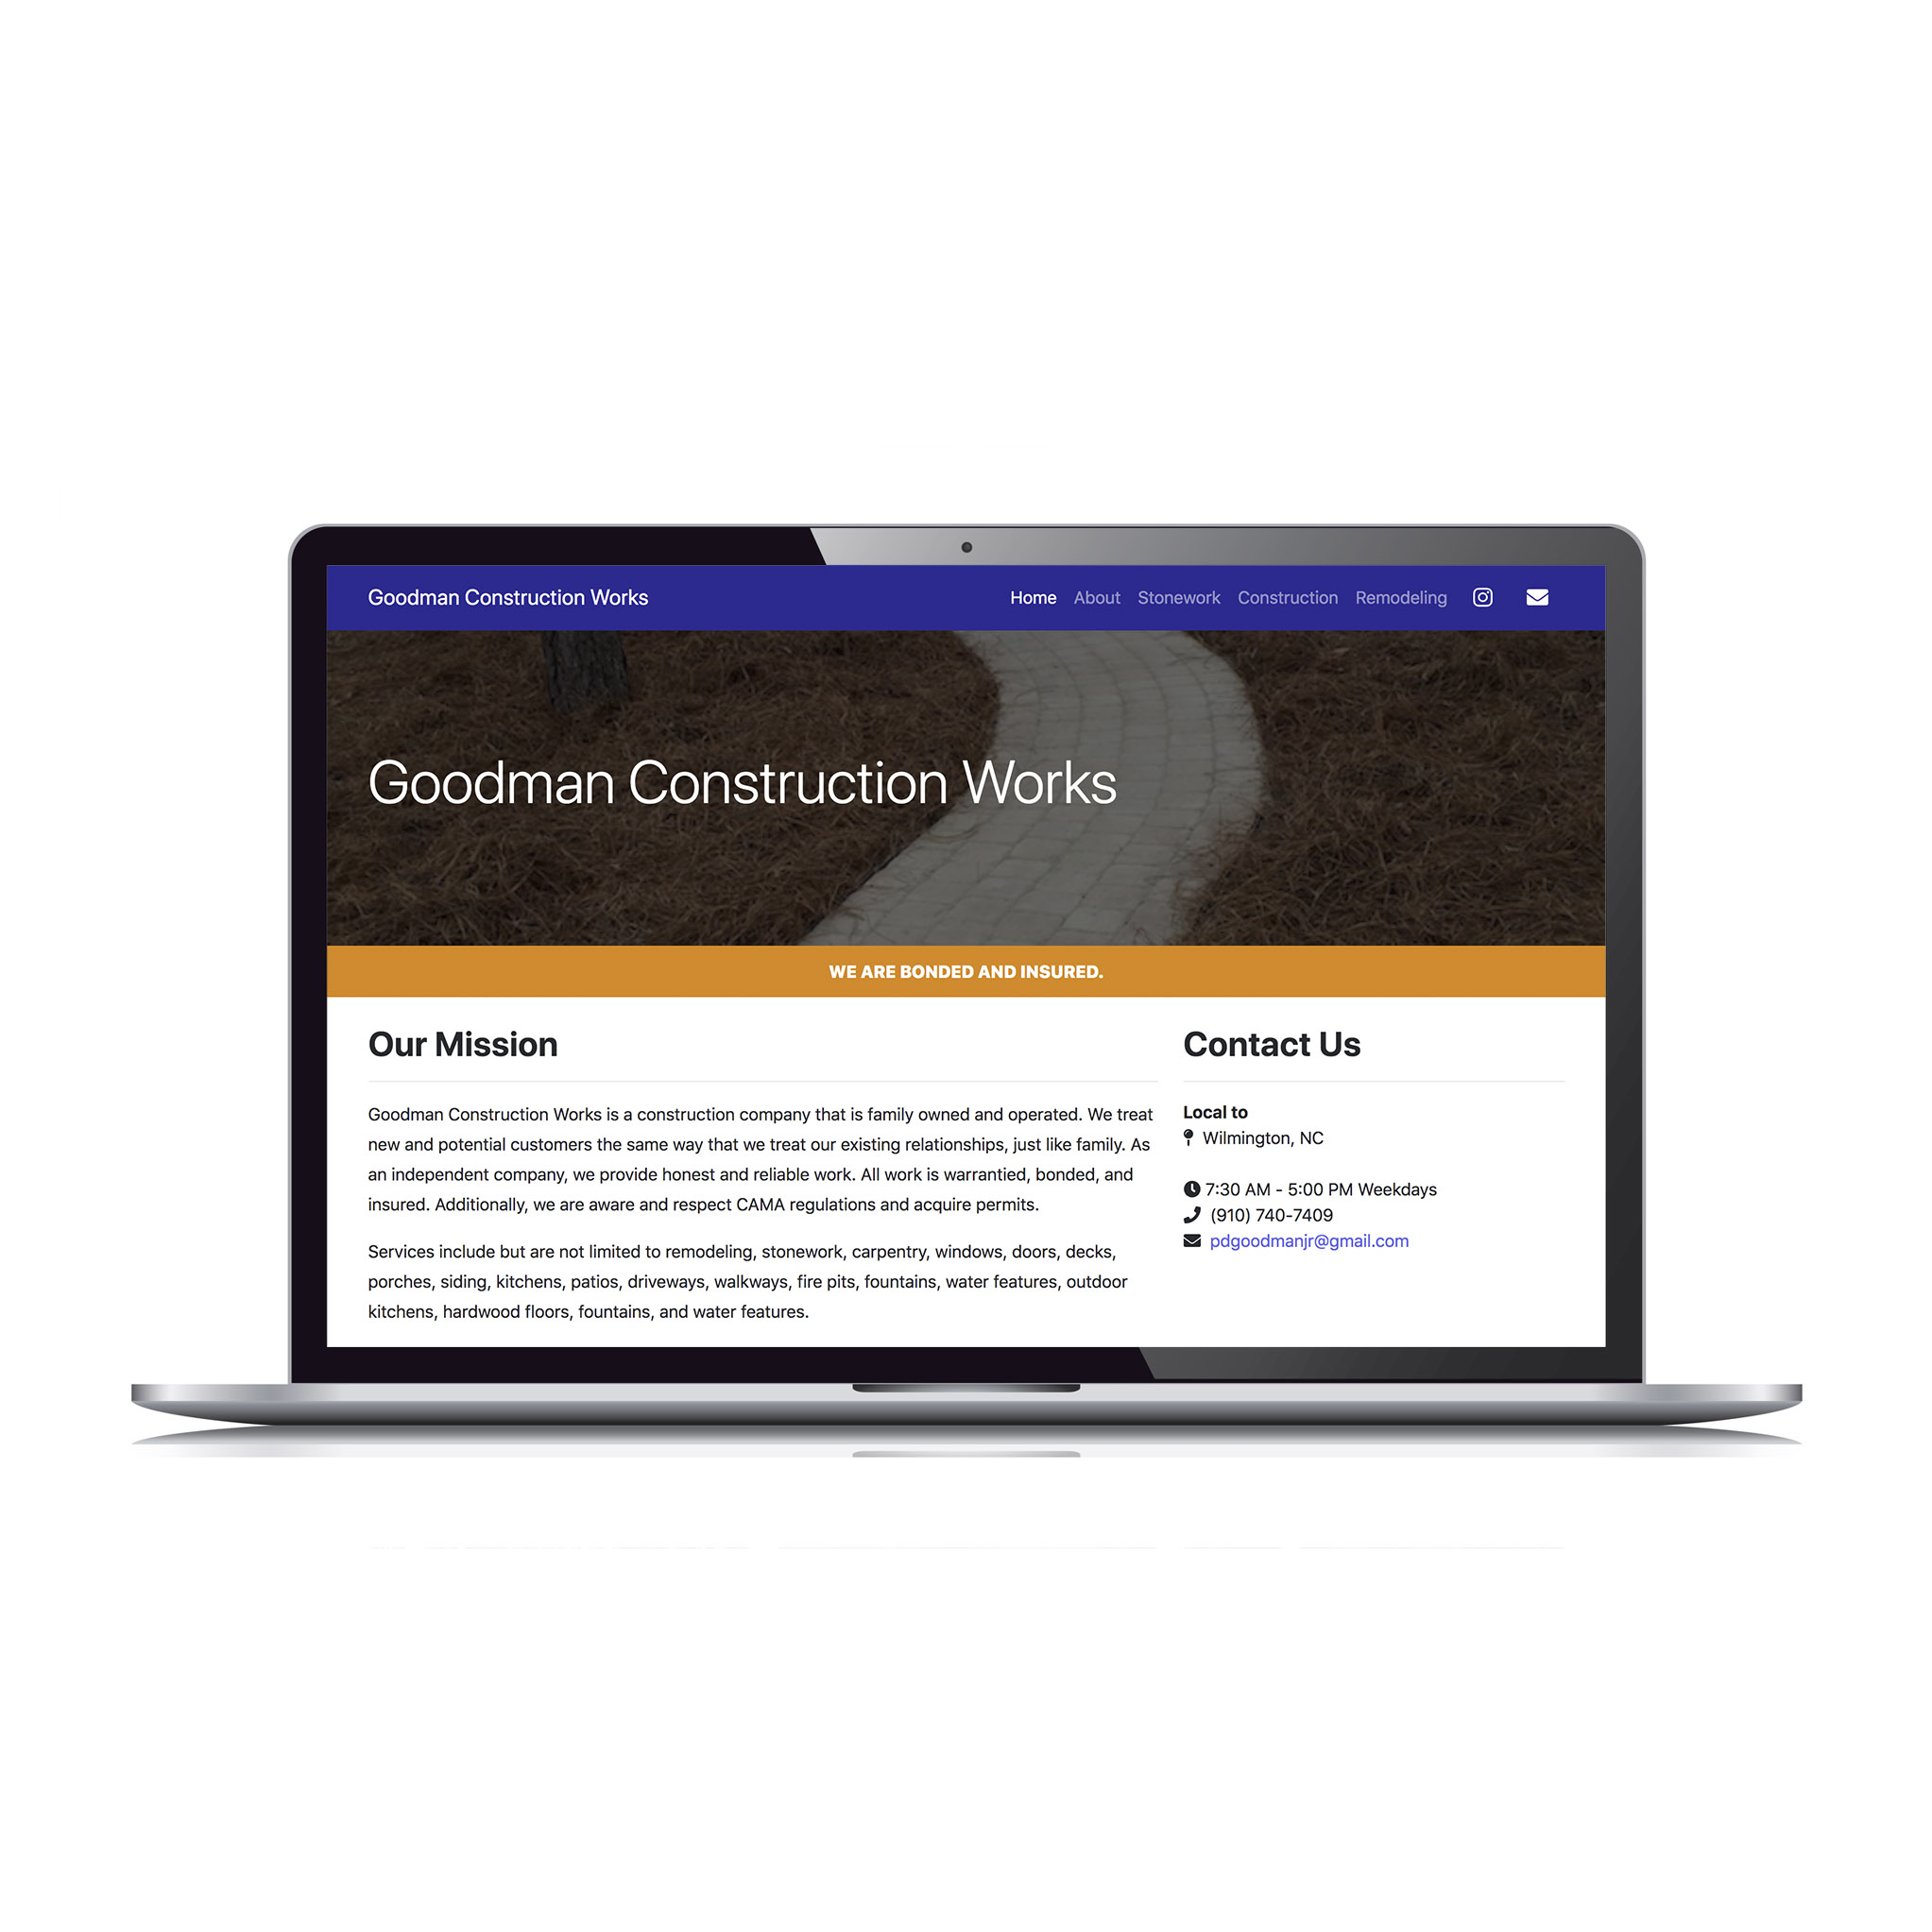 Goodman Construction Works
Home About Stonework Construction Remodeling
Goodman Construction Works
WE ARE BONDED AND INSURED.
Our Mission
Goodman Construction Works is a construction company that is family owned and operated. We treat
new and potential customers the same way that we treat our existing relationships, just like family. As
an independent company, we provide honest and reliable work. All work is warrantied, bonded, and
insured. Additionally, we are aware and respect CAMA regulations and acquire permits.
Services include but are not limited to remodeling, stonework, carpentry, windows, doors, decks,
porches, siding, kitchens, patios, driveways, walkways, fire pits, fountains, water features, outdoor
kitchens, hardwood floors, fountains, and water features.
Contact Us
Local to
Wilmington, NC
7:30 AM - 5:00 PM Weekdays
(910) 740-7409
pdgoodmanjr@gmail.com